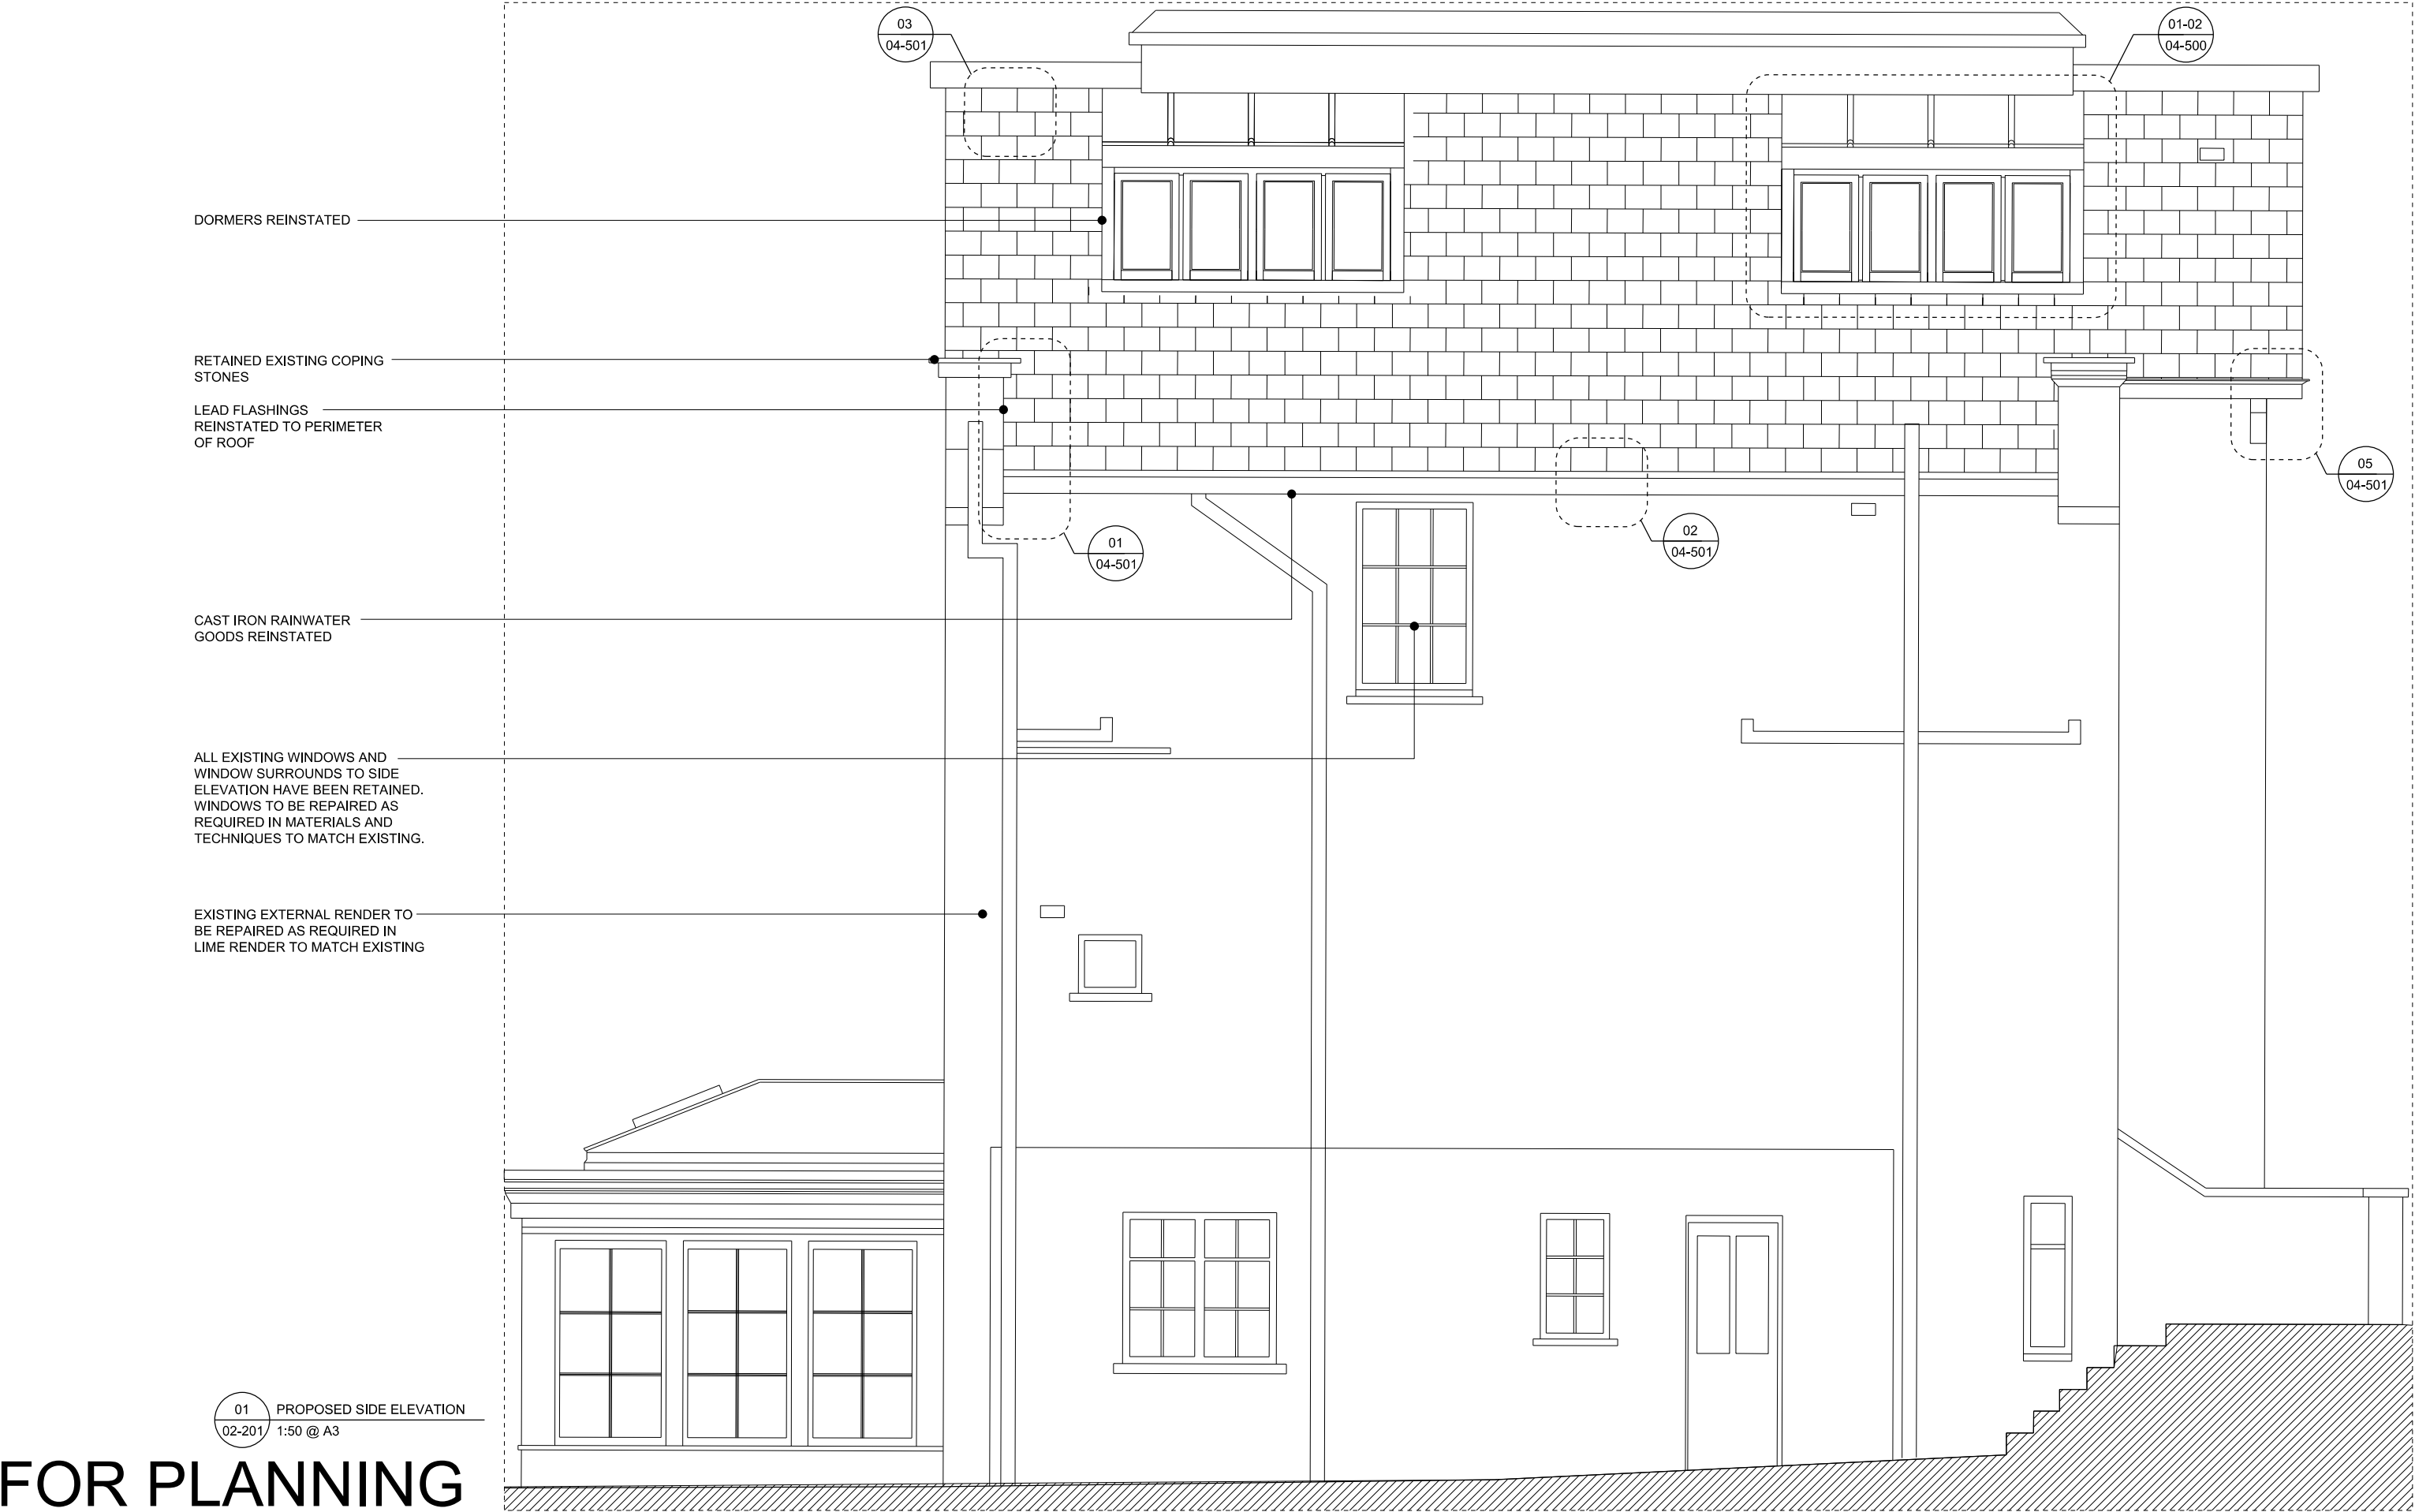 03
04-501
01-02
04-500
DORMERS REINSTATED
RETAINED EXISTING COPING
STONES
LEAD FLASHINGS
REINSTATED TO PERIMETER
OF ROOF
05
04-501
01
04-501
02
04-501
CAST IRON RAINWATER
GOODS REINSTATED
ALL EXISTING WINDOWS AND
WINDOW SURROUNDS TO SIDE
ELEVATION HAVE BEEN RETAINED.
WINDOWS TO BE REPAIRED AS
REQUIRED IN MATERIALS AND
TECHNIQUES TO MATCH EXISTING.
EXISTING EXTERNAL RENDER TO
BE REPAIRED AS REQUIRED IN
LIME RENDER TO MATCH EXISTING
01 PROPOSED SIDE ELEVATION
02-201 1:50 @ A3
FOR PLANNING